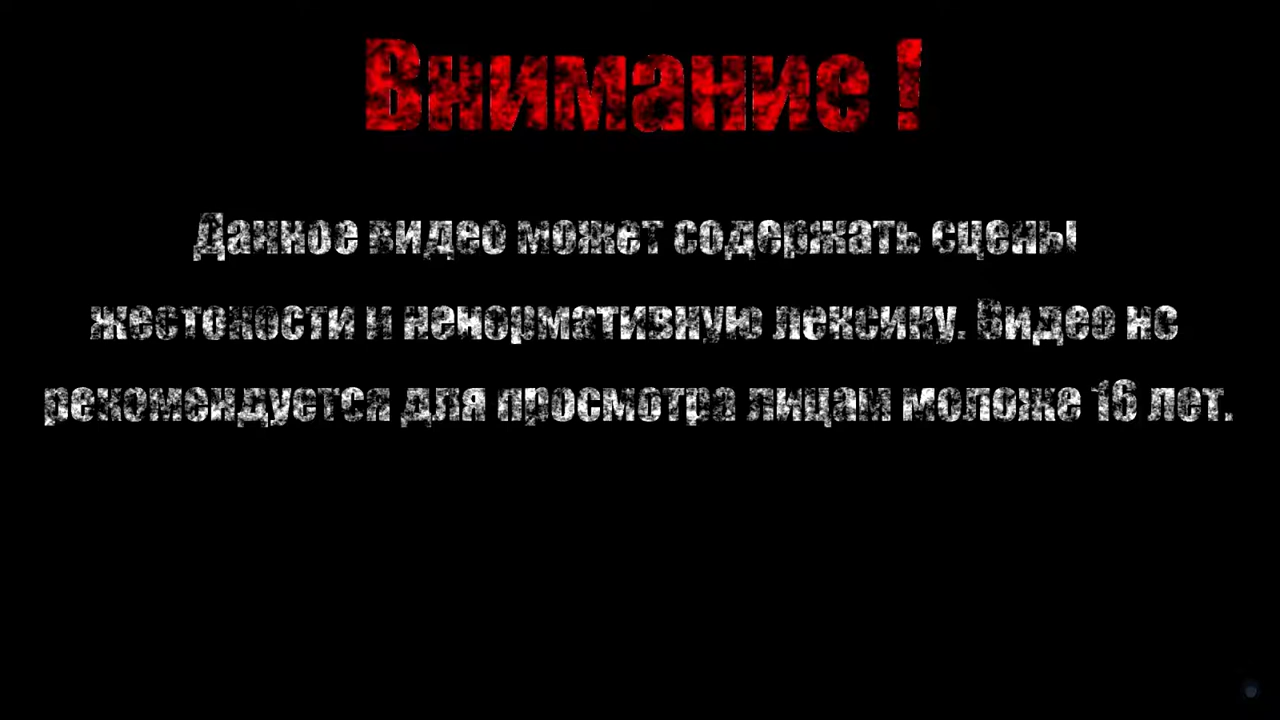 Внимание !
Данное видео может содержать сцены
жестокости и ненормативную лексику. Видео не
рекомендуется для просмотра лицам моложе 16 лет.